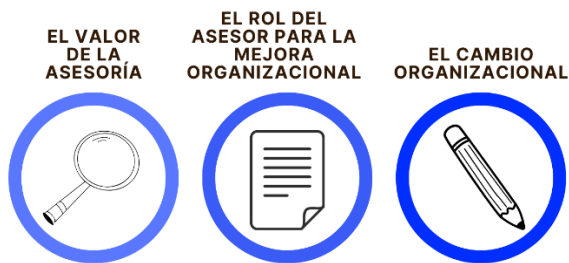 EL VALOR
DE LA
ASESORÍA
EL ROL DEL
ASESOR PARA LA
MEJORA
ORGANIZACIONAL
EL CAMBIO
ORGANIZACIONAL